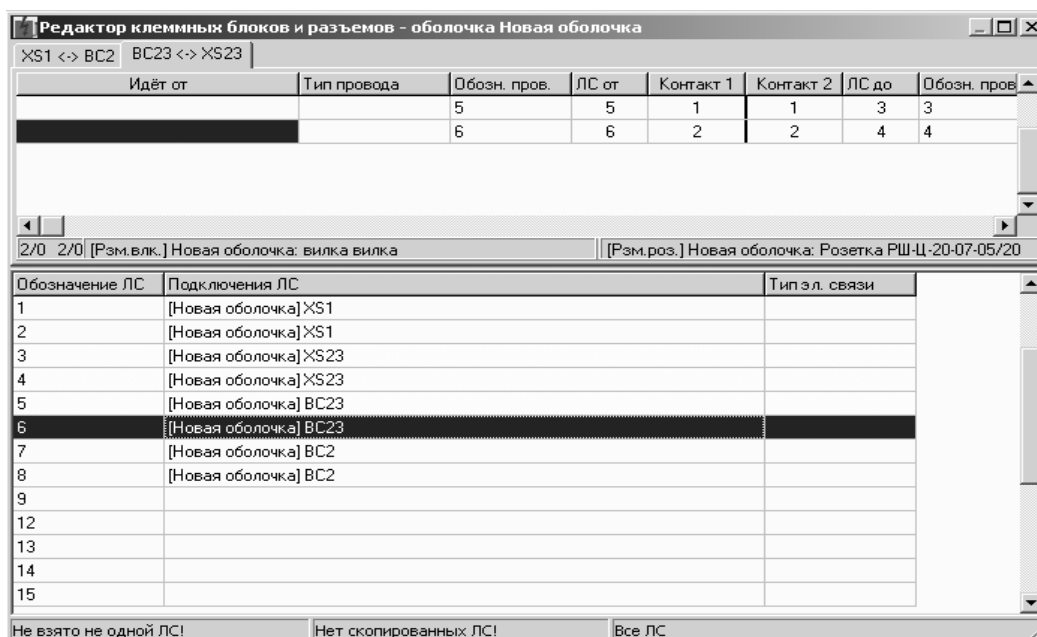 Редактор клеммных блоков и разъемов - оболочка Новая оболочка
XS1 <-> BC2 BC23 <-> XS23
Идёт от Тип провода Обозн. пров. ЛС от Контакт 1 Контакт 2 ЛС до Обозн. пров
5 5 1 1 3 3
6 6 2 2 4 4
2/0 2/0 [Рзм.влк.] Новая оболочка: вилка вилка [Рзм.роз.] Новая оболочка: Розетка РШ-Ц-20-07-05/20
Обозначение ЛС Подключения ЛС Тип эл. связи
1 [Новая оболочка] XS1
2 [Новая оболочка] XS1
3 [Новая оболочка] XS23
4 [Новая оболочка] XS23
5 [Новая оболочка] BC23
6 [Новая оболочка] BC23
7 [Новая оболочка] BC2
8 [Новая оболочка] BC2
9
12
13
14
15
Не взято не одной ЛС! Нет скопированных ЛС! Все ЛС